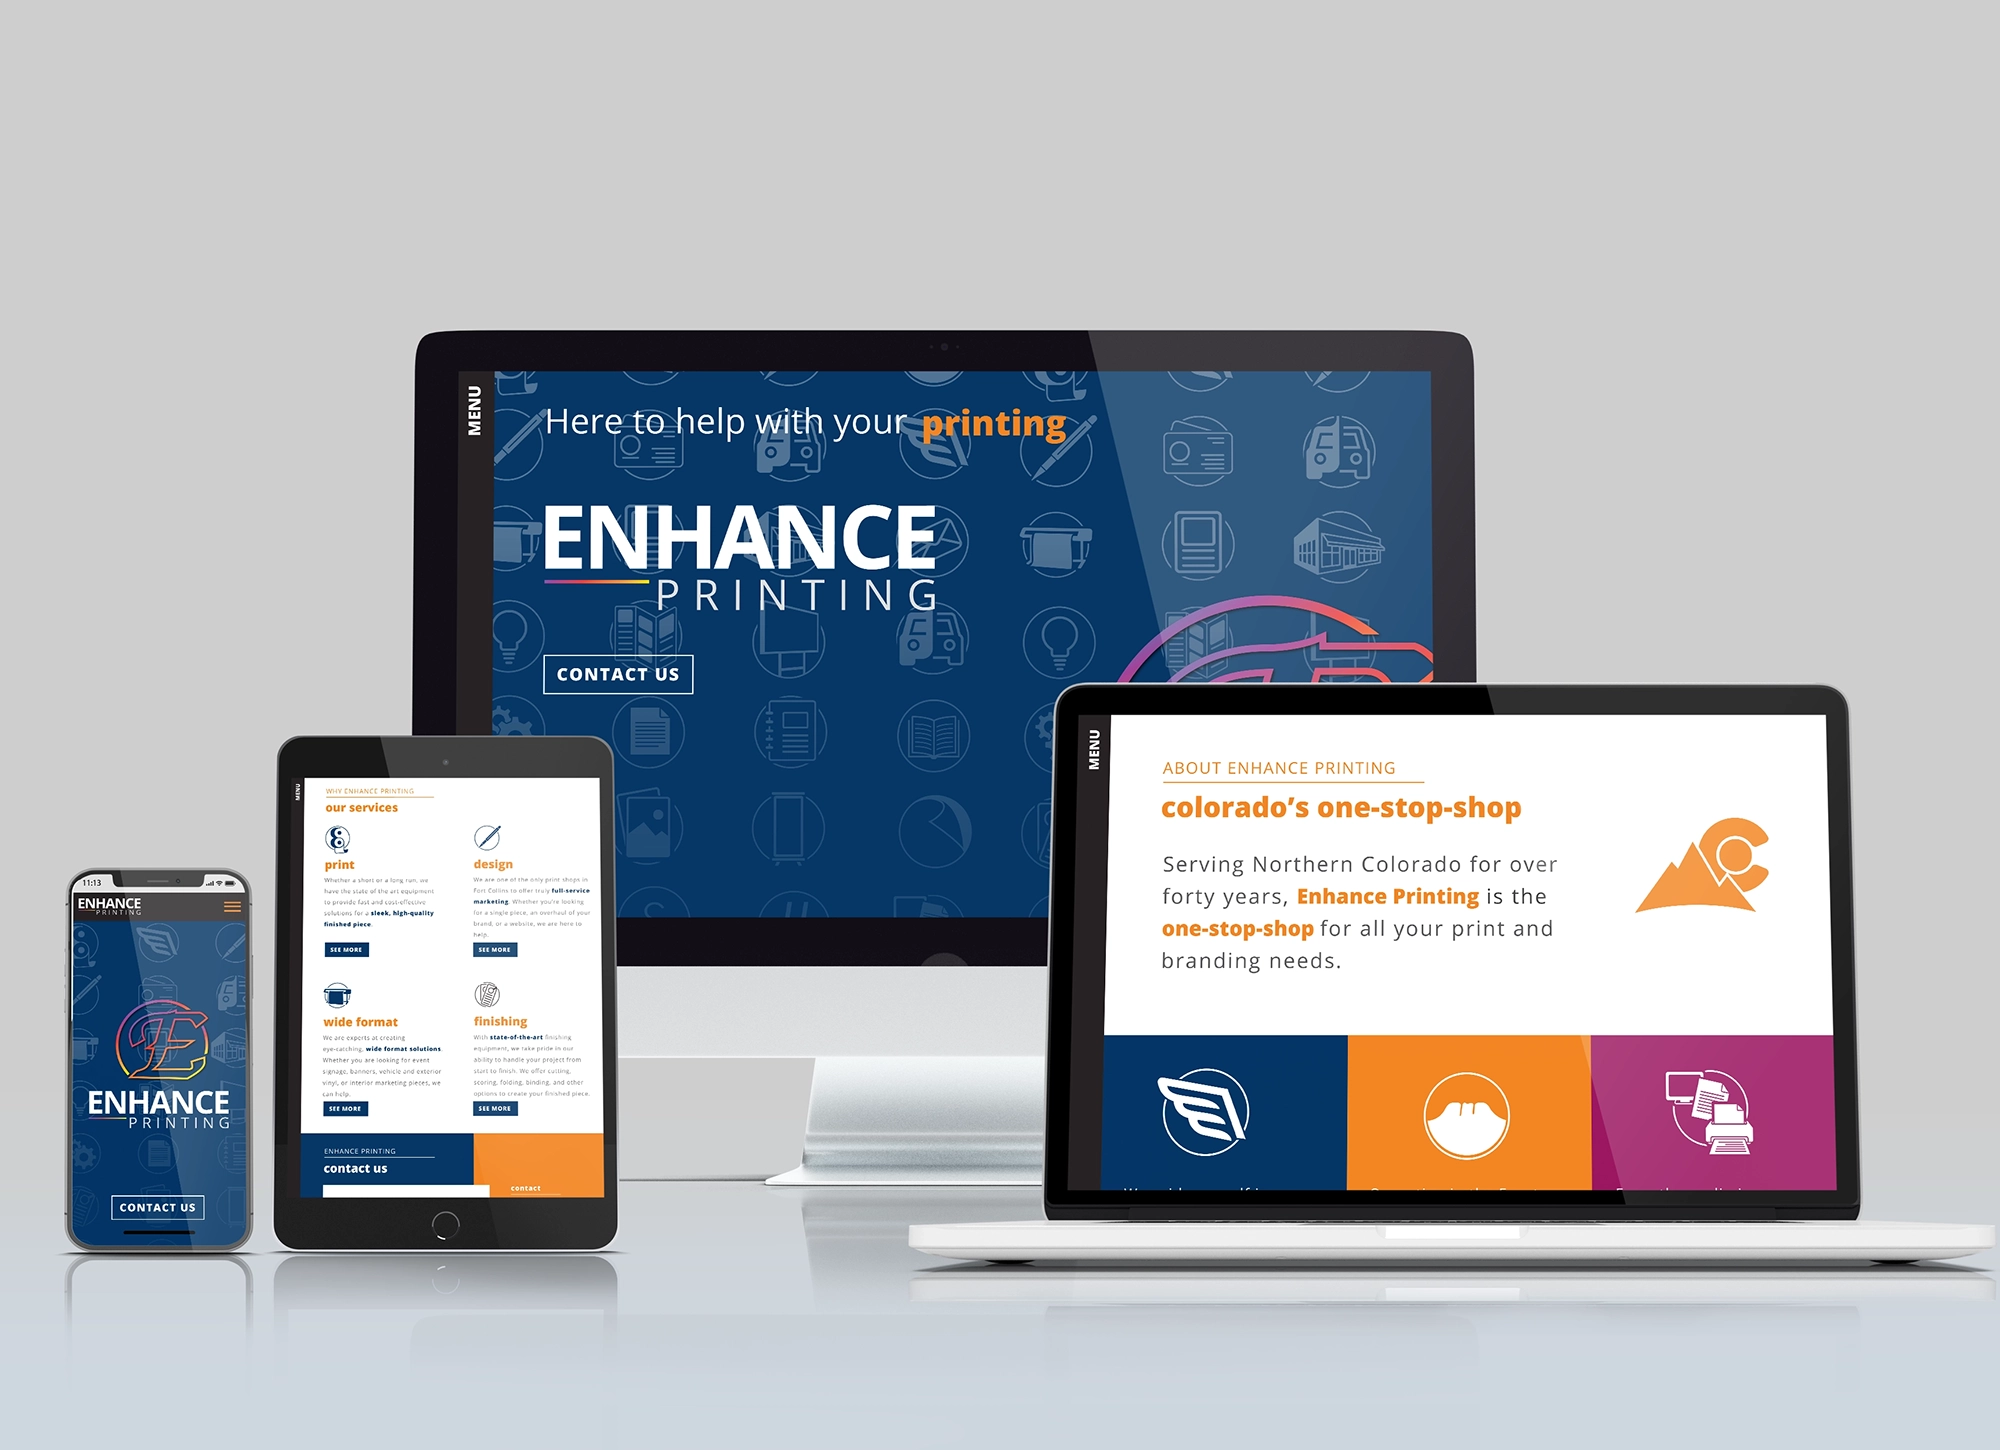 MENU
Here to help with your printing
ENHANCE
PRINTING
CONTACT US
MENU
ABOUT ENHANCE PRINTING
colorado's one-stop-shop
Serving Northern Colorado for over
forty years, Enhance Printing is the
one-stop-shop for all your print and
branding needs.
MENU
WHY ENHANCE PRINTING
our services
print
Whether a short or a long run, we
have the state of the art equipment
to provide fast and cost-effective
solutions for a sleek, high-quality
finished piece.
SEE MORE
design
We are one of the only print shops in
Fort Collins to offer truly full-service
marketing. Whether you're looking
for a single piece, an overhaul of your
brand, or a website, we are here to
help.
SEE MORE
wide format
We are experts at creating
eye-catching, wide format solutions
Whether you are looking for event
signage, banners, vehicle and exterior
vinyl, or interior marketing pieces, we
can help.
SEE MORE
finishing
With state-of-the-art finishing
equipment, we take pride in our
ability to handle your project from
start to finish. We offer cutting,
scoring, folding, binding, and other
options to create your finished piece.
SEE MORE
ENHANCE PRINTING
contact us
contact
11:13
ENHANCE
PRINTING
ENHANCE
PRINTING
CONTACT US